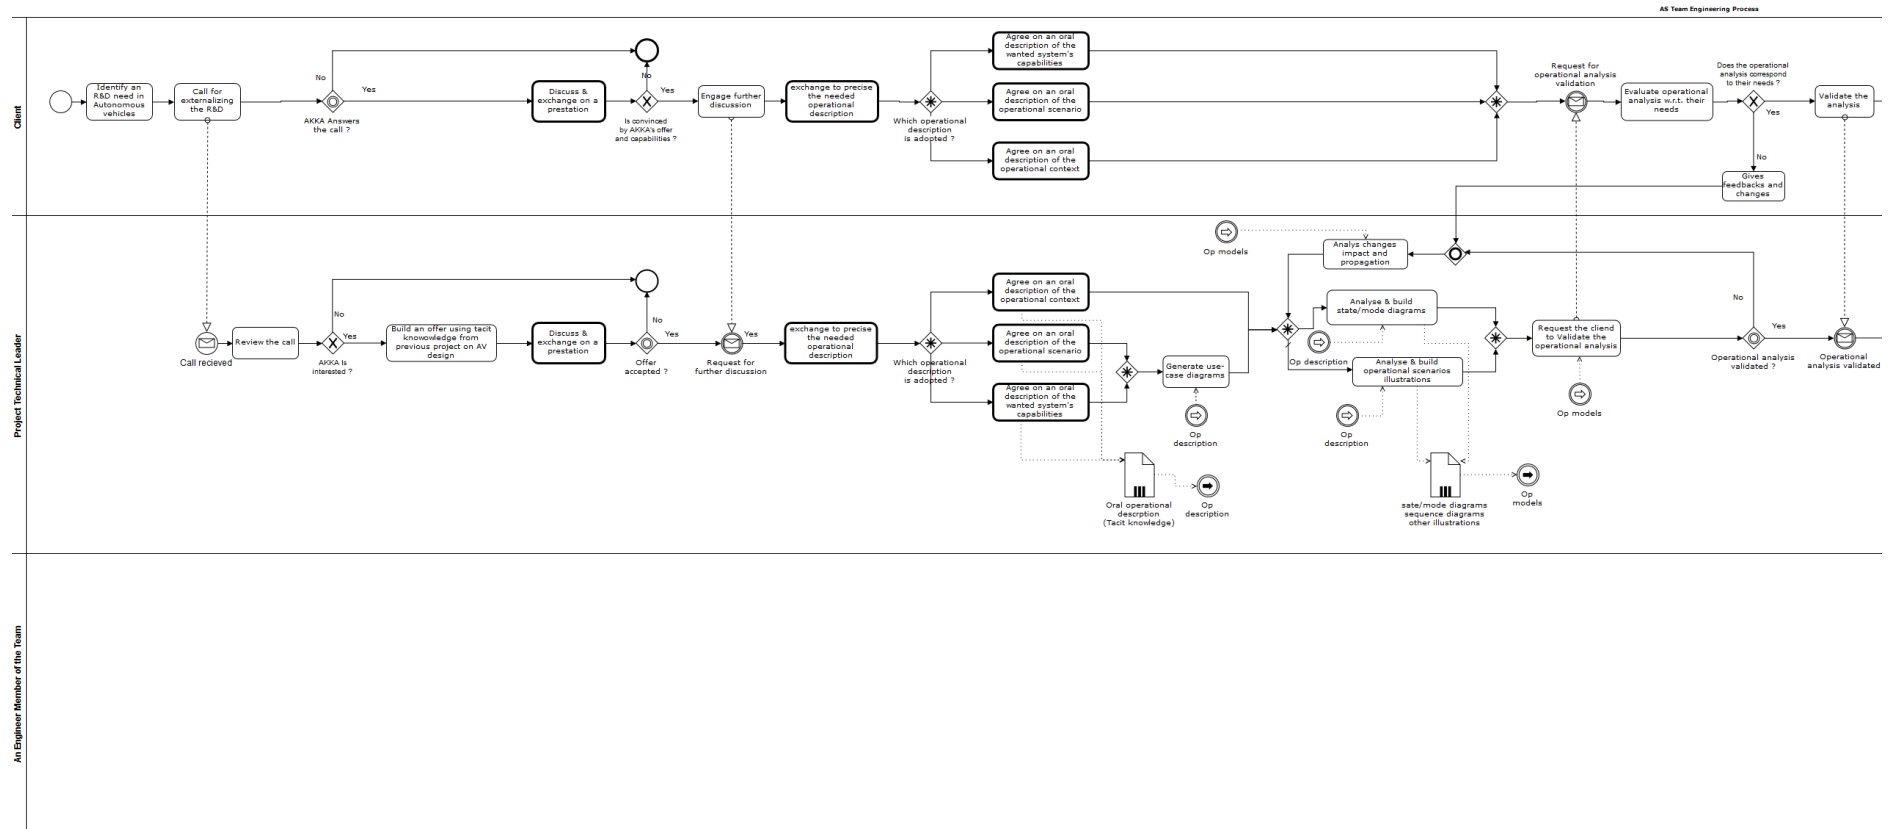 AS Team Engineering Process
Client
Identify an
R&D need in
Autonomous
vehicles
Call for
externalizing
the R&D
No
Yes
AKKA Answers
the call ?
Discuss &
exchange on a
prestation
No
Yes
Is convinced
by AKKA's offer
and capabilities ?
Engage further
discussion
exchange to precise
the needed
operational
description
Which operational
description
is adopted ?
Agree on an oral
description of the
wanted system's
capabilities
Agree on an oral
description of the
operational scenario
Agree on an oral
description of the
operational context
Request for
operational analysis
validation
Evaluate operational
analysis w.r.t. their
needs
Does the operational
analysis correspond
to their needs ?
Yes
No
Validate the
analysis
Gives
feedbacks and
changes
Project Technical Leader
Call recieved
Review the call
No
Yes
AKKA Is
interested ?
Build an offer using tacit
knowowledge from
previous project on AV
design
Discuss &
exchange on a
prestation
No
Yes
Offer
accepted ?
Yes
Request for
further discussion
exchange to precise
the needed
operational
description
Which operational
description
is adopted ?
Agree on an oral
description of the
operational context
Agree on an oral
description of the
operational scenario
Agree on an oral
description of the
wanted system's
capabilities
Generate use-
case diagrams
Op
description
Oral operational
descrption
(Tacit knowledge)
Op
description
Op models
Analys changes
impact and
propagation
Analyse & build
state/mode diagrams
Op description
Analyse & build
operational scenarios
illustrations
Op
description
sate/mode diagrams
sequence diagrams
other illustrations
Op
models
Request the cliend
to Validate the
operational analysis
Op models
No
Yes
Operational analysis
validated ?
Operational
analysis validated
An Engineer Member of the Team